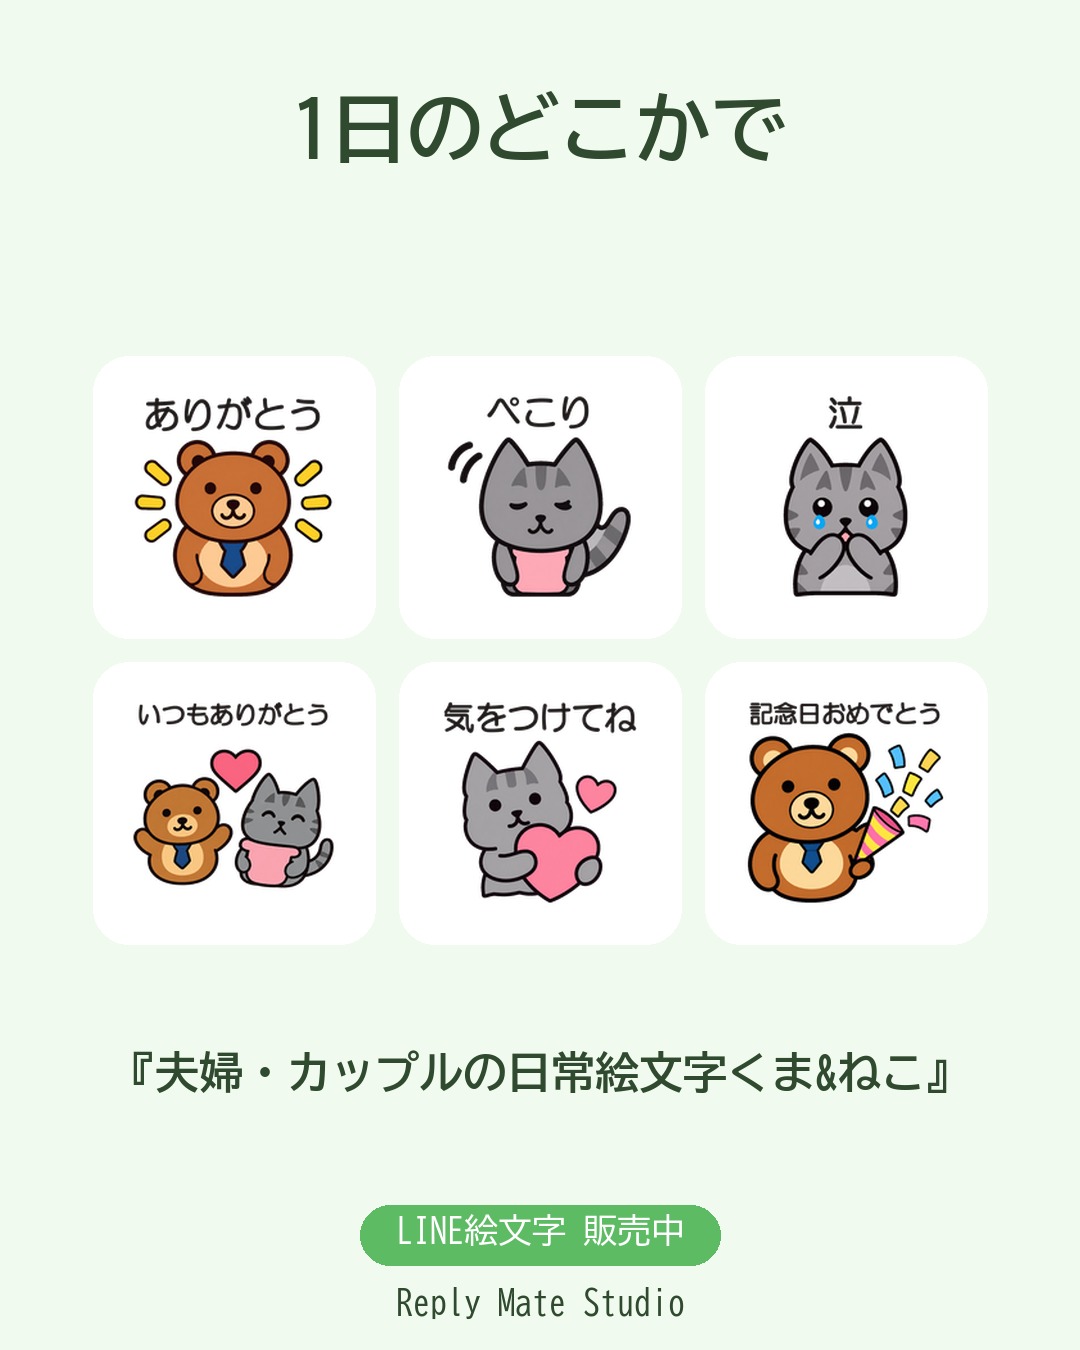 1日のどこかで
ありがとう
ぺこり
泣
いつもありがとう
気をつけてね
記念日おめでとう
『夫婦・カップルの日常絵文字くま&ねこ』
LINE絵文字 販売中
Reply Mate Studio